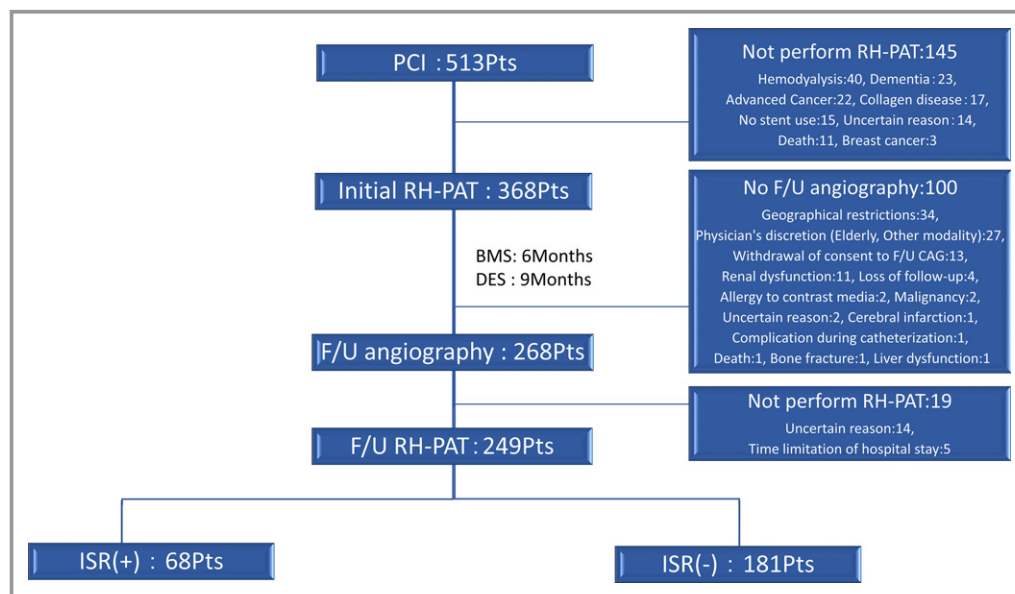 PCI : 513Pts
Not perform RH-PAT:145
Hemodyalysis:40, Dementia : 23,
Advanced Cancer:22, Collagen disease : 17,
No stent use:15, Uncertain reason : 14,
Death:11, Breast cancer:3
Initial RH-PAT : 368Pts
No F/U angiography:100
Geographical restrictions:34,
Physician's discretion (Elderly, Other modality):27,
Withdrawal of consent to F/U CAG:13,
Renal dysfunction:11, Loss of follow-up:4,
Allergy to contrast media:2, Malignancy:2,
Uncertain reason:2, Cerebral infarction:1,
Complication during catheterization:1,
Death:1, Bone fracture:1, Liver dysfunction:1
BMS: 6Months
DES : 9Months
F/U angiography : 268Pts
Not perform RH-PAT:19
Uncertain reason:14,
Time limitation of hospital stay:5
F/U RH-PAT : 249Pts
ISR(+) : 68Pts
ISR(-) : 181Pts